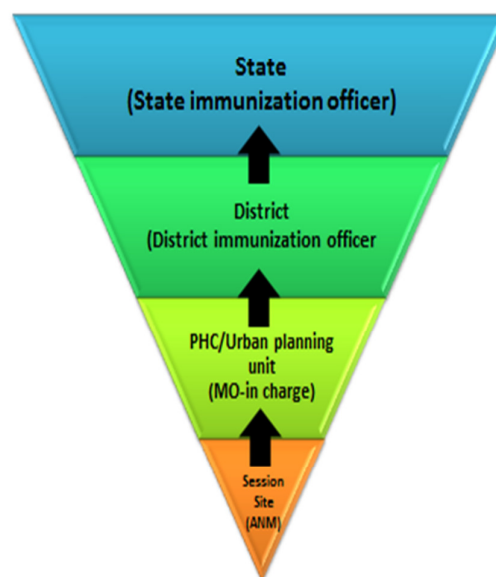 State
(State immunization officer)
District
(District immunization officer
PHC/Urban planning
unit
(MO-in charge)
Session
Site
(ANM)